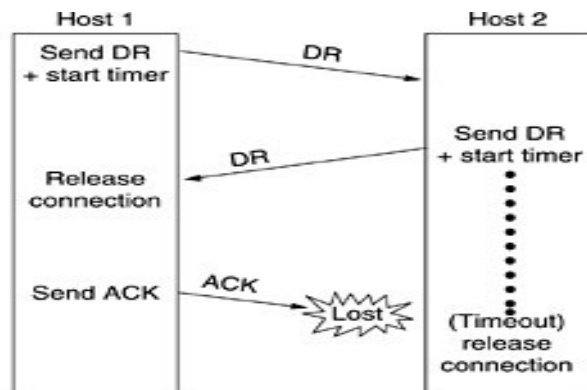 Host 1
Host 2
Send DR
+ start timer
DR
Send DR
+ start timer
DR
Release
connection
Send ACK
ACK
Lost
(Timeout)
release
connection